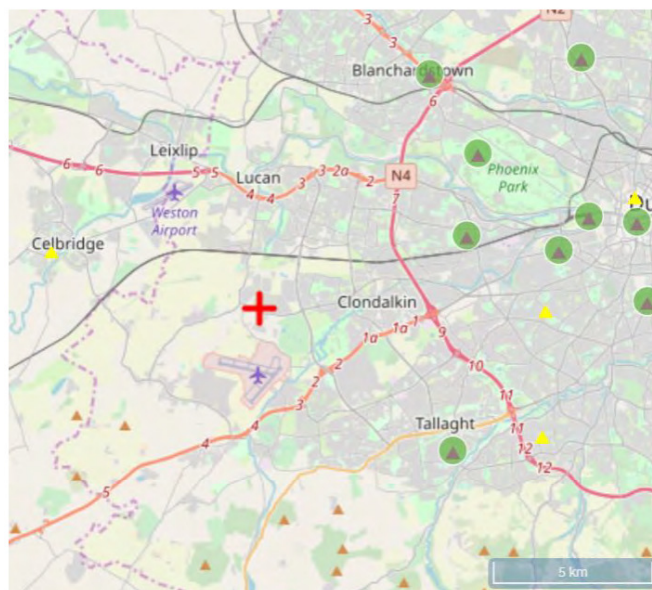 N2
3
3
Blanchardstown
6
Leixlip
Phoenix
Park
6
6
5
5
Lucan
3
2a
2
N4
4
4
7
Weston
Airport
Du
Celbridge
Clondalkin
1a
1a
1
9
2
2
10
3
11
Tallaght
11
4
4
12
12
5
5 km